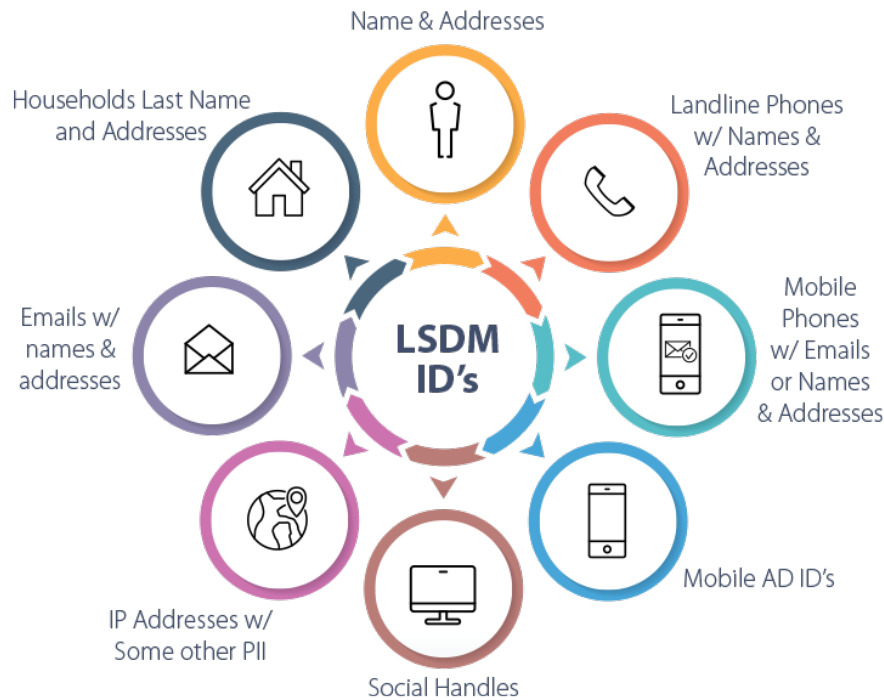 Name & Addresses
Households Last Name
and Addresses
Landline Phones
w/ Names &
Addresses
Emails w/
names &
addresses
LSDM
ID's
Mobile
Phones
w/ Emails
or Names
& Addresses
IP Addresses w/
Some other PII
Mobile AD ID's
Social Handles